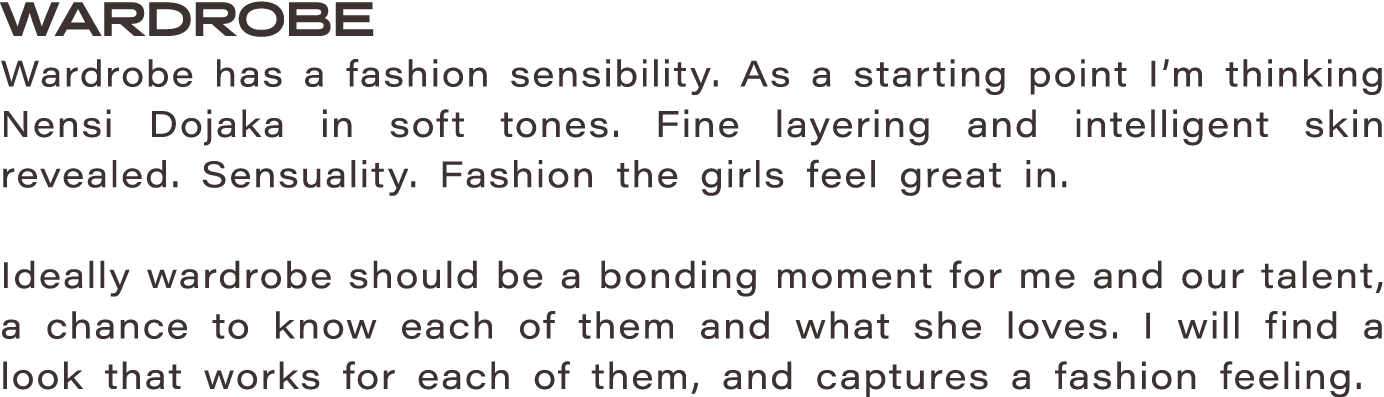 WARDROBE
Wardrobe has a fashion sensibility. As a starting point I’m thinking
Nensi Dojaka in soft tones. Fine layering and intelligent skin
revealed. Sensuality. Fashion the girls feel great in.
Ideally wardrobe should be a bonding moment for me and our talent,
a chance to know each of them and what she loves. I will find a
look that works for each of them, and captures a fashion feeling.